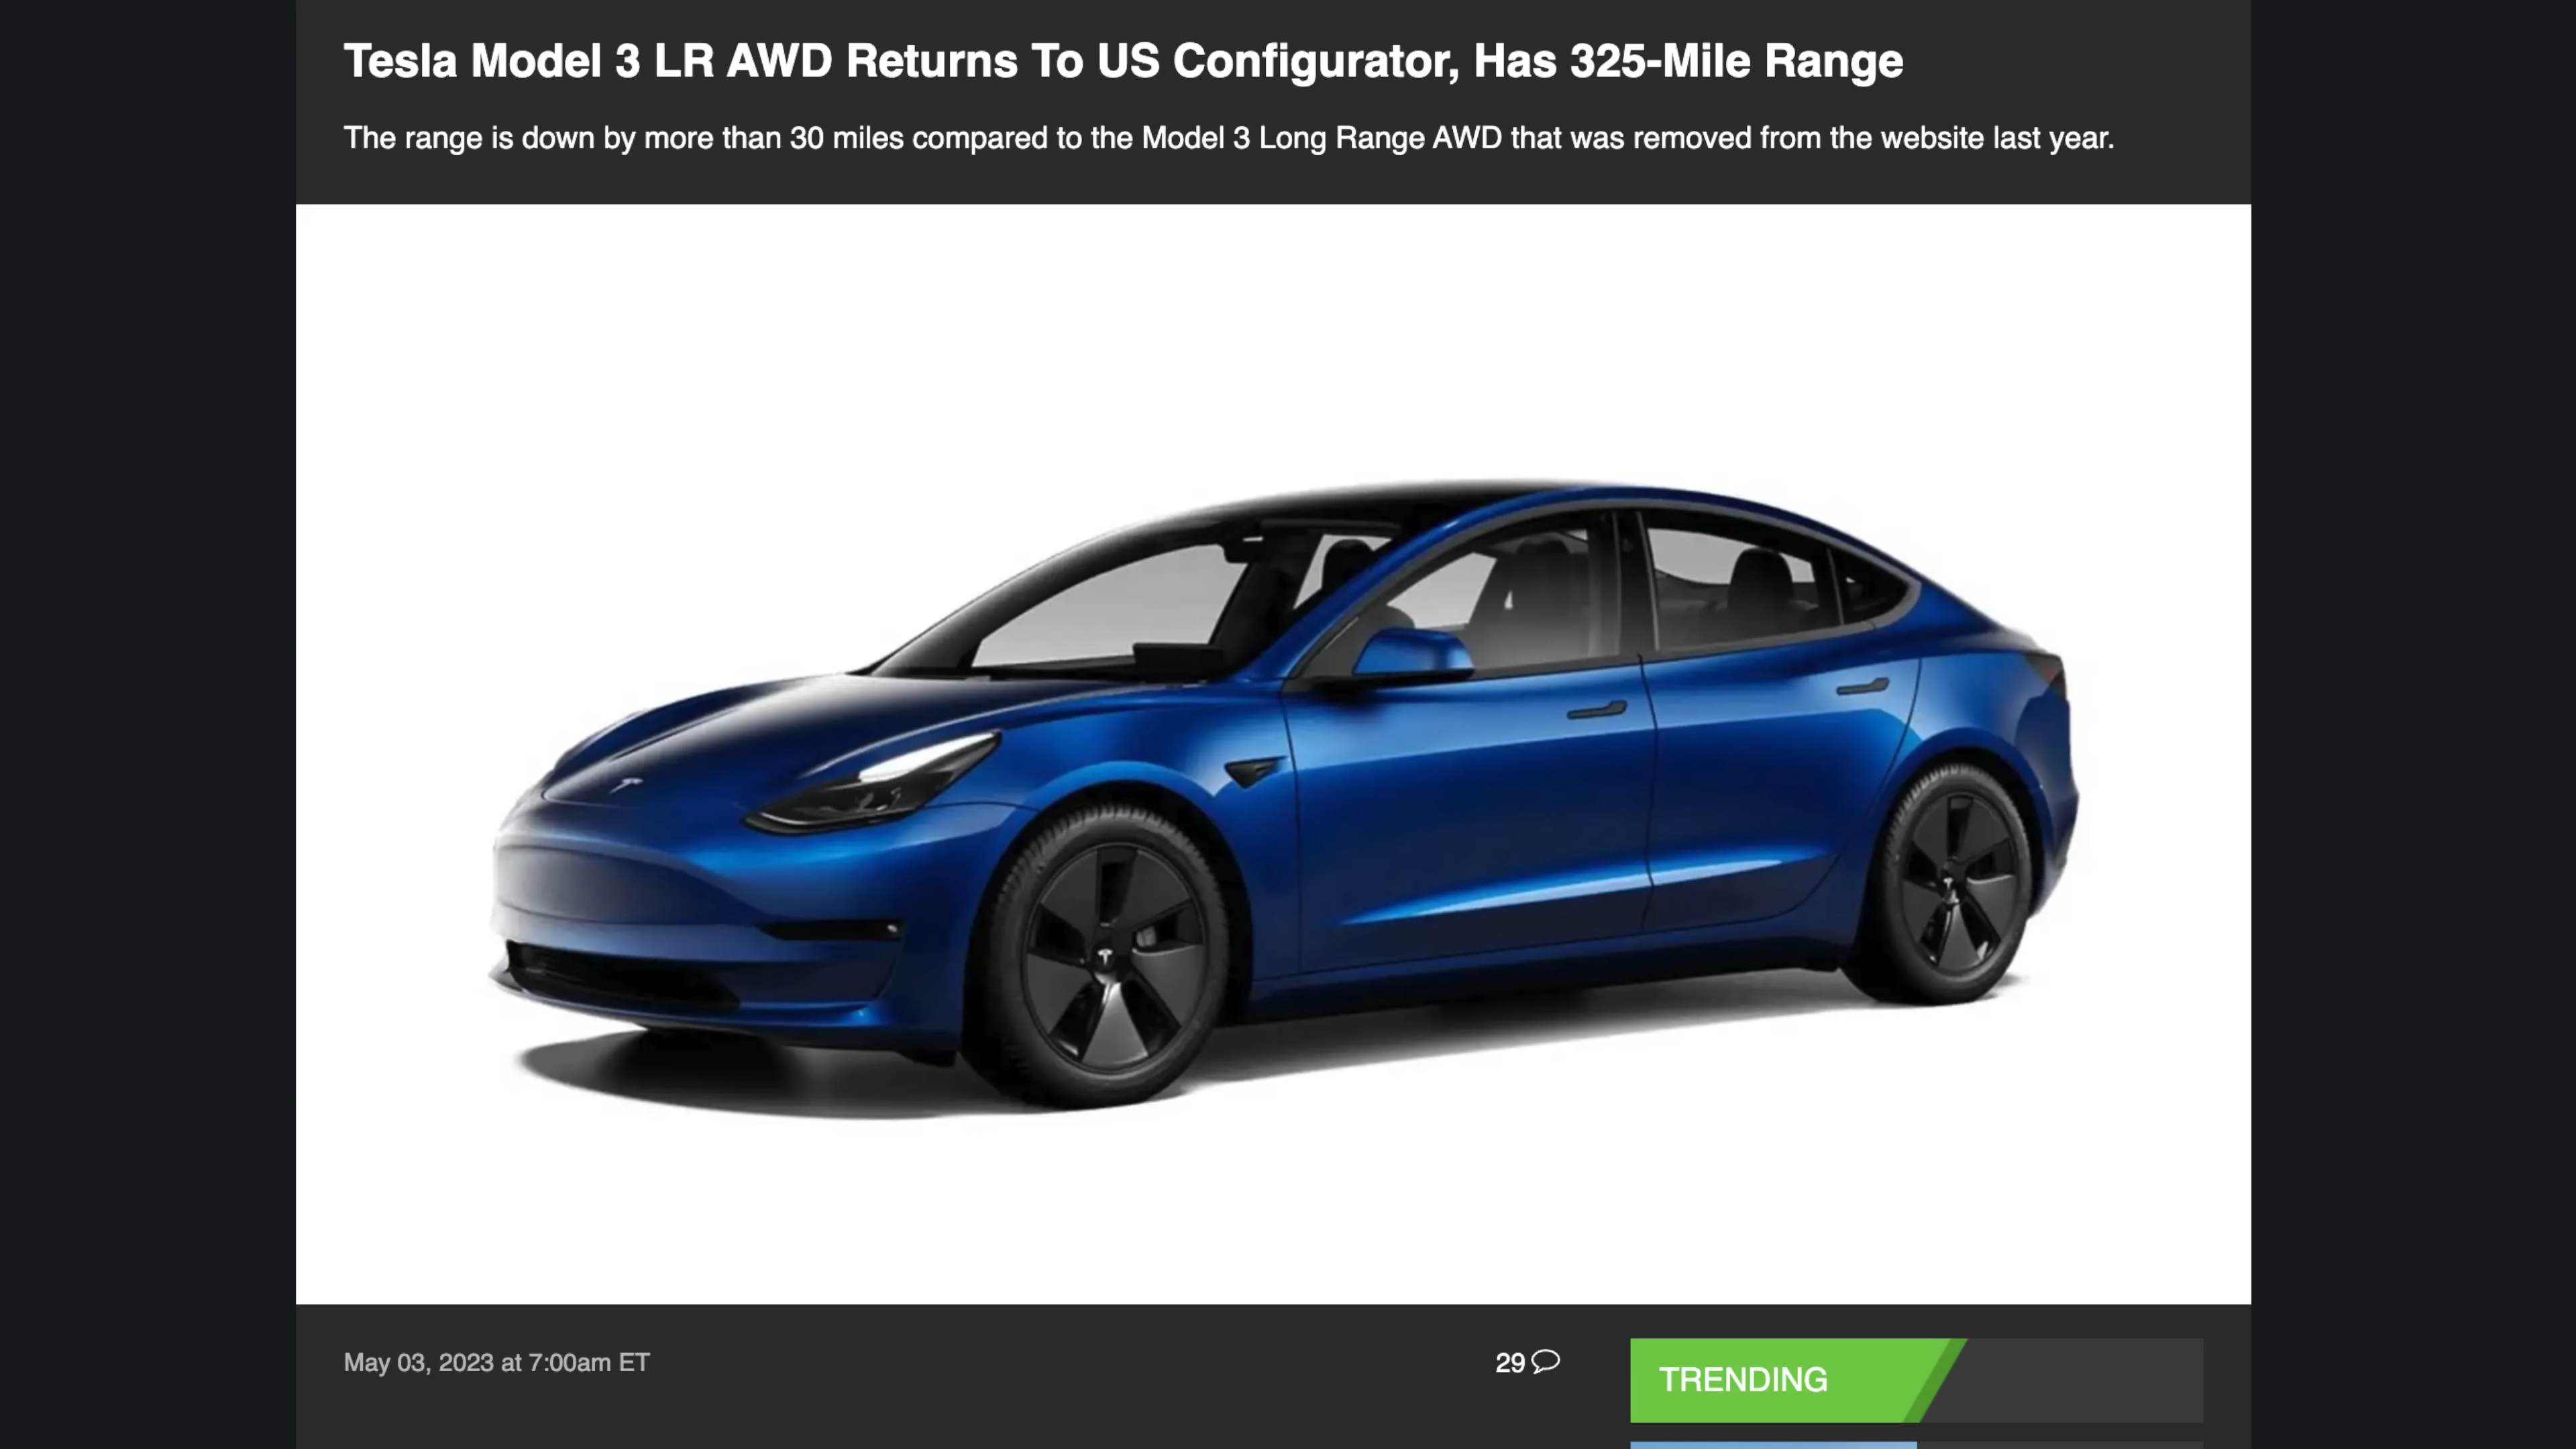 Tesla Model 3 LR AWD Returns To US Configurator, Has 325-Mile Range
The range is down by more than 30 miles compared to the Model 3 Long Range AWD that was removed from the website last year.
May 03, 2023 at 7:00am ET
29
TRENDING